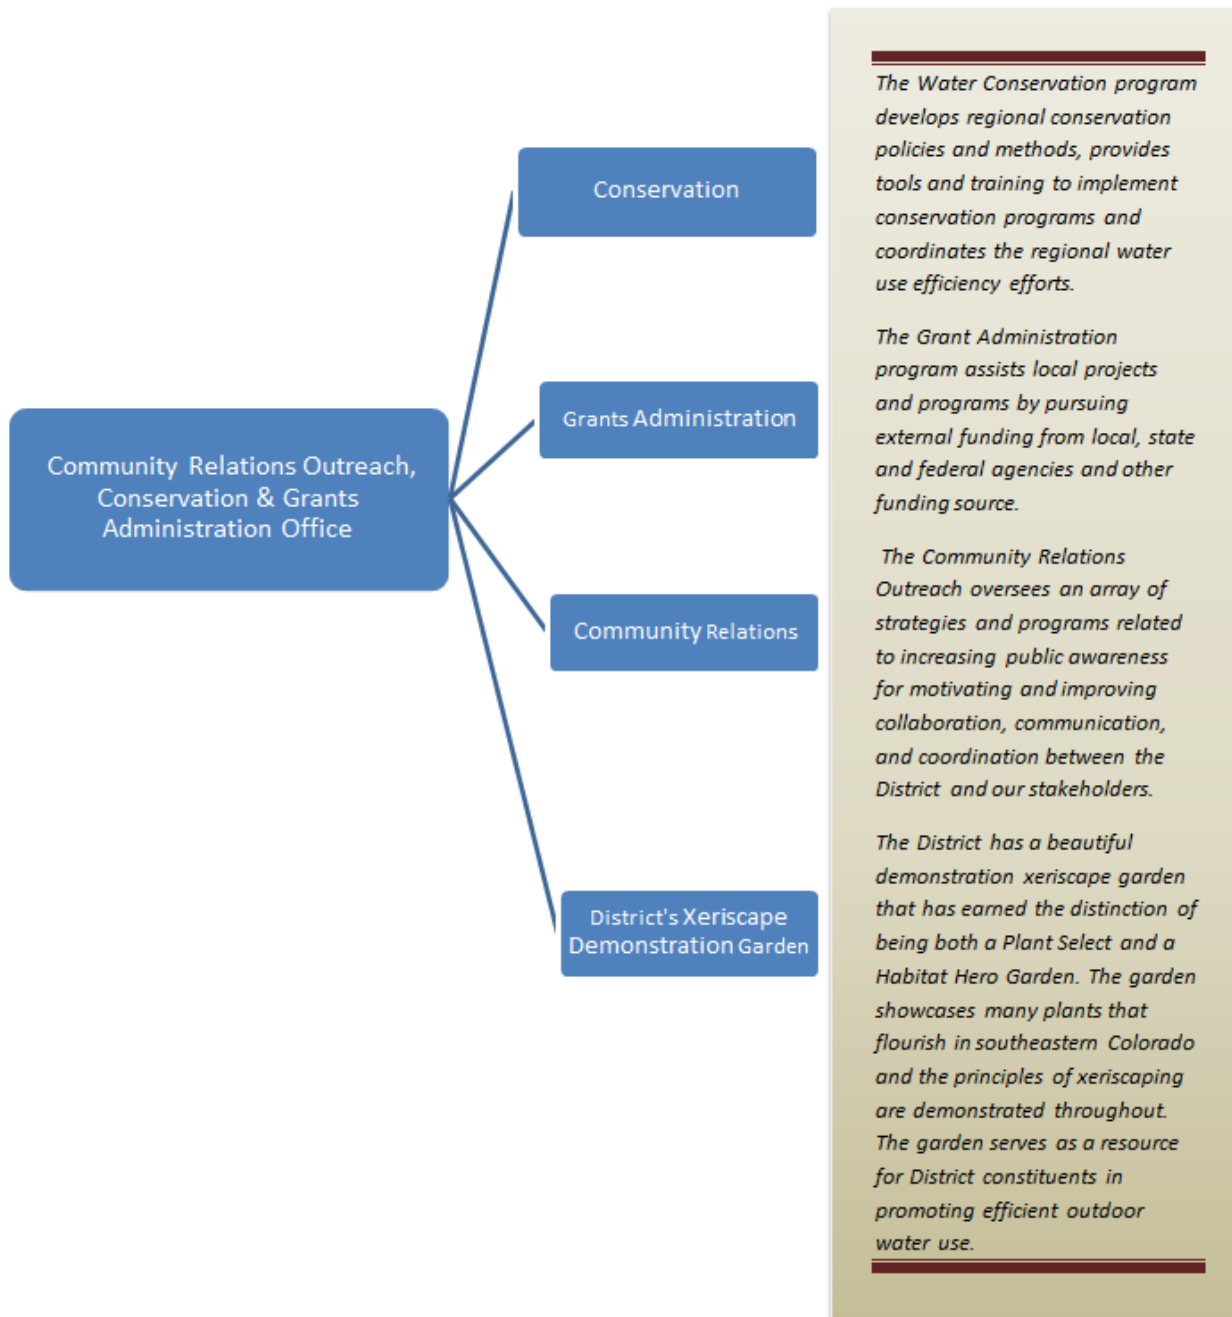 Community Relations Outreach,
Conservation & Grants
Administration Office
Conservation
Grants Administration
Community Relations
District's Xeriscape
Demonstration Garden
The Water Conservation program
develops regional conservation
policies and methods, provides
tools and training to implement
conservation programs and
coordinates the regional water
use efficiency efforts.
The Grant Administration
program assists local projects
and programs by pursuing
external funding from local, state
and federal agencies and other
funding source.
The Community Relations
Outreach oversees an array of
strategies and programs related
to increasing public awareness
for motivating and improving
collaboration, communication,
and coordination between the
District and our stakeholders.
The District has a beautiful
demonstration xeriscape garden
that has earned the distinction of
being both a Plant Select and a
Habitat Hero Garden. The garden
showcases many plants that
flourish in southeastern Colorado
and the principles of xeriscaping
are demonstrated throughout.
The garden serves as a resource
for District constituents in
promoting efficient outdoor
water use.